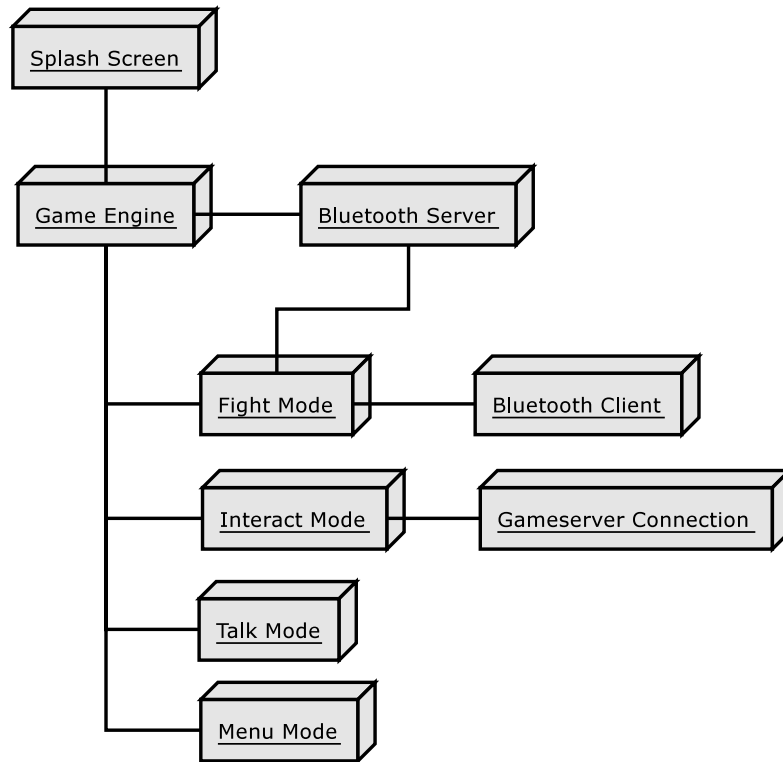 Splash Screen
Game Engine
Bluetooth Server
Fight Mode
Bluetooth Client
Interact Mode
Gameserver Connection
Talk Mode
Menu Mode